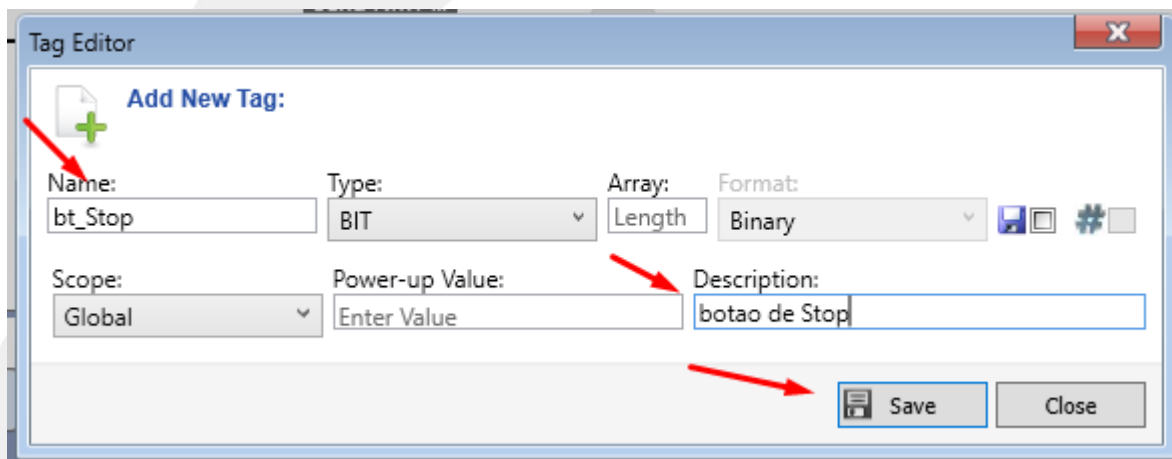 Tag Editor
Add New Tag:
Name: Type: Array: Format:
bt_Stop BIT Length Binary #
Scope: Power-up Value: Description:
Global Enter Value botao de Stop
Save Close